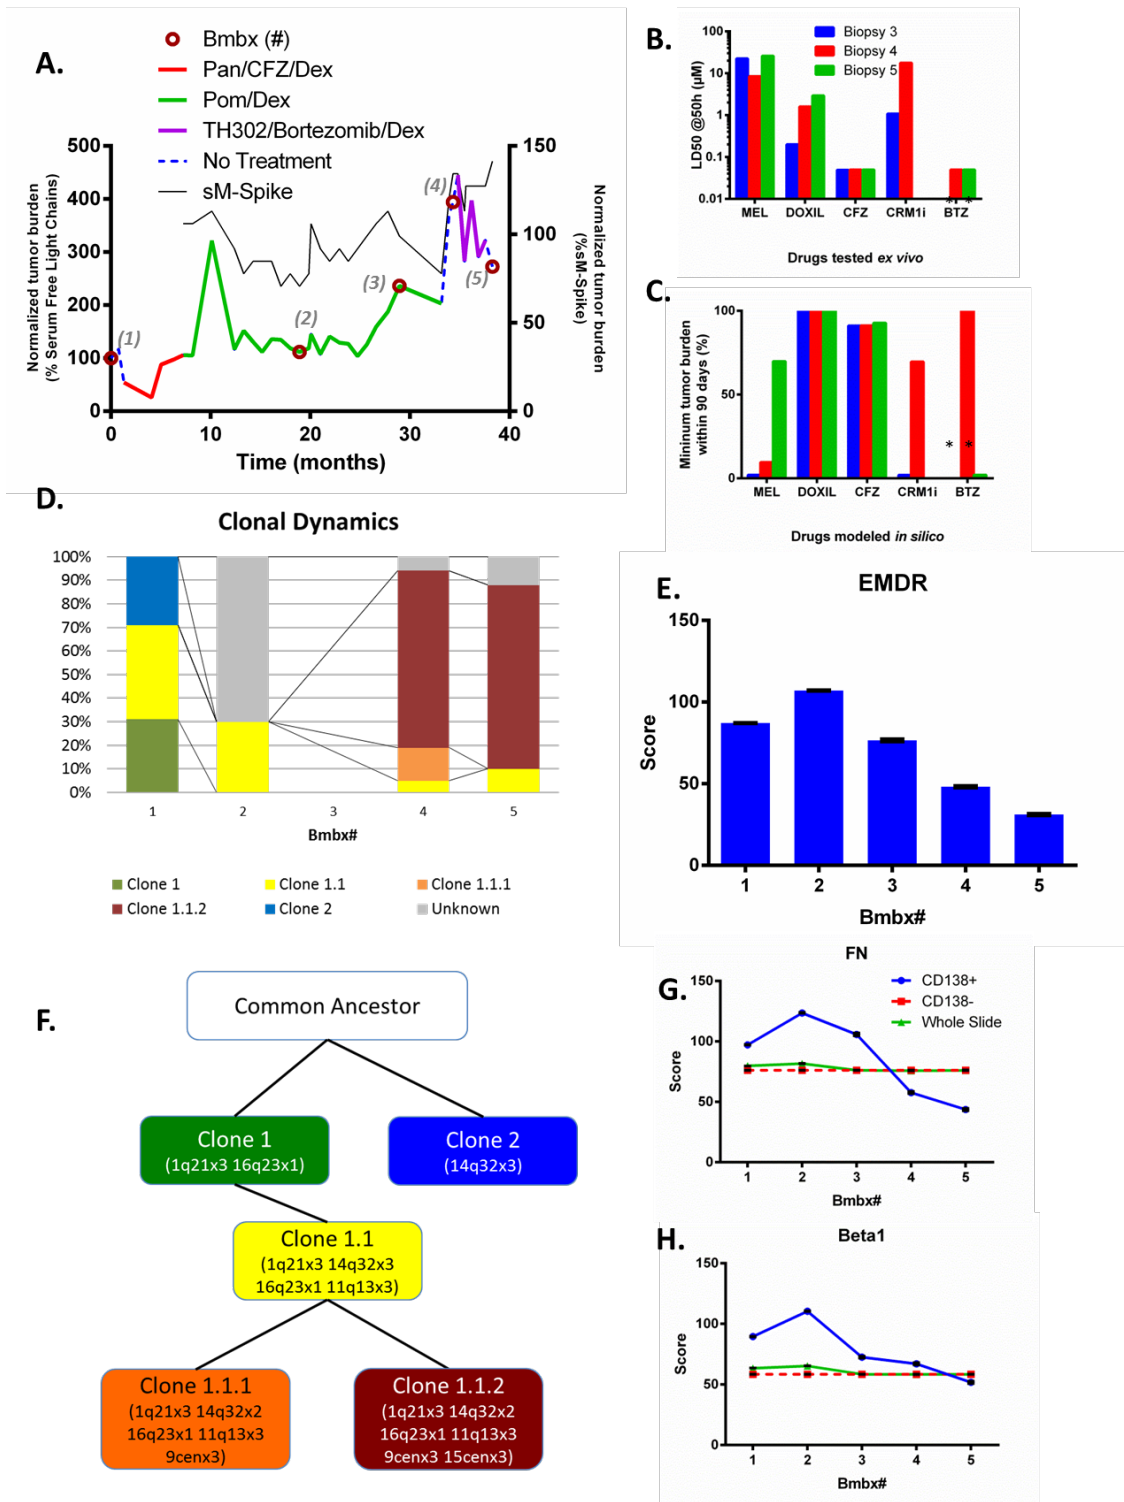 A.
Bmbx (#)
Pan/CFZ/Dex
Pom/Dex
TH302/Bortezomib/Dex
No Treatment
sM-Spike
Normalized tumor burden
(% Serum Free Light Chains)
500
400
300
200
100
0
150
100
50
0
Normalized tumor burden
(%sM-Spike)
(1)
(2)
(3)
(4)
(5)
0 10 20 30 40
Time (months)
B.
Biopsy 3
Biopsy 4
Biopsy 5
LD50 @50h (µM)
100
10
1
0.1
0.01
* *
MEL DOXIL CFZ CRM1i BTZ
Drugs tested ex vivo
C.
Mininum tumor burden
within 90 days (%)
100
50
0
* *
MEL DOXIL CFZ CRM1i BTZ
Drugs modeled in silico
D.
Clonal Dynamics
100%
90%
80%
70%
60%
50%
40%
30%
20%
10%
0%
1 2 3 4 5
Bmbx#
Clone 1 Clone 1.1 Clone 1.1.1
Clone 1.1.2 Clone 2 Unknown
E.
EMDR
Score
150
100
50
0
1 2 3 4 5
Bmbx#
F.
Common Ancestor
Clone 1
(1q21x3 16q23x1)
Clone 2
(14q32x3)
Clone 1.1
(1q21x3 14q32x3
16q23x1 11q13x3)
Clone 1.1.1
(1q21x3 14q32x2
16q23x1 11q13x3
9cenx3)
Clone 1.1.2
(1q21x3 14q32x2
16q23x1 11q13x3
9cenx3 15cenx3)
G.
FN
CD138+
CD138-
Whole Slide
Score
150
100
50
0
1 2 3 4 5
Bmbx#
H.
Beta1
Score
150
100
50
0
1 2 3 4 5
Bmbx#